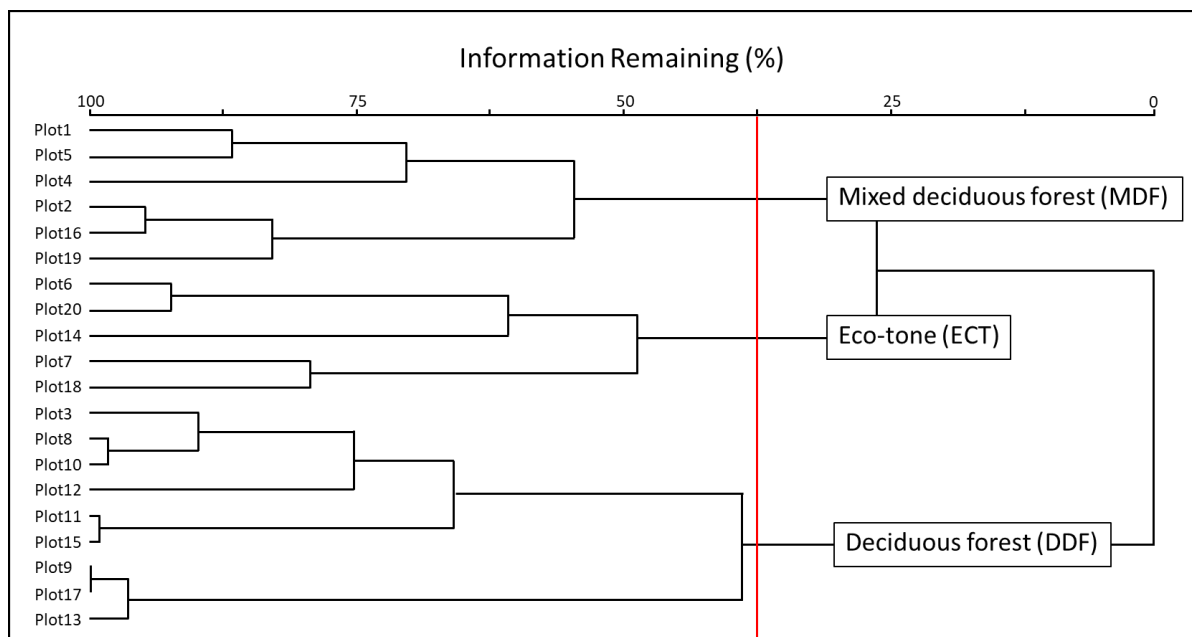 Information Remaining (%)
100 75 50 25 0
Plot1
Plot5
Plot4
Plot2
Mixed deciduous forest (MDF)
Plot16
Plot19
Plot6
Plot20
Plot14
Eco-tone (ECT)
Plot7
Plot18
Plot3
Plot8
Plot10
Plot12
Plot11
Plot15
Deciduous forest (DDF)
Plot9
Plot17
Plot13